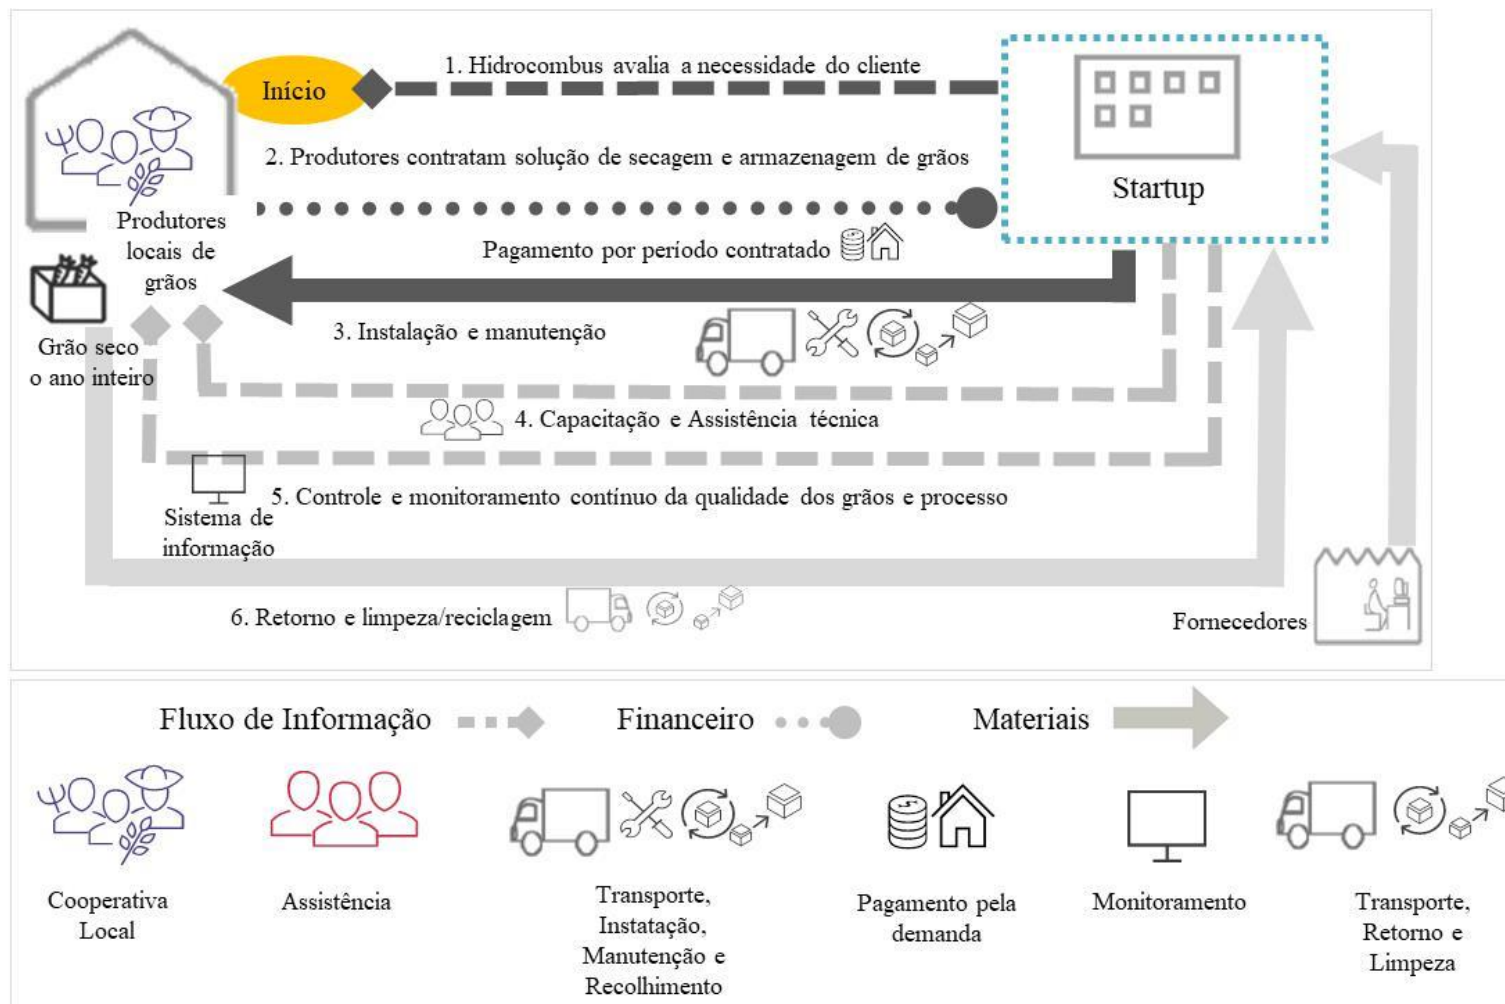 Início
1. Hidrocombus avalia a necessidade do cliente
2. Produtores contratam solução de secagem e armazenagem de grãos
Startup
Produtores
locais de
grãos
Pagamento por período contratado
3. Instalação e manutenção
Grão seco
o ano inteiro
4. Capacitação e Assistência técnica
5. Controle e monitoramento contínuo da qualidade dos grãos e processo
Sistema de
informação
6. Retorno e limpeza/reciclagem
Fornecedores
Fluxo de Informação
Financeiro
Materiais
Cooperativa
Local
Assistência
Transporte,
Instatação,
Manutenção e
Recolhimento
Pagamento pela
demanda
Monitoramento
Transporte,
Retorno e
Limpeza